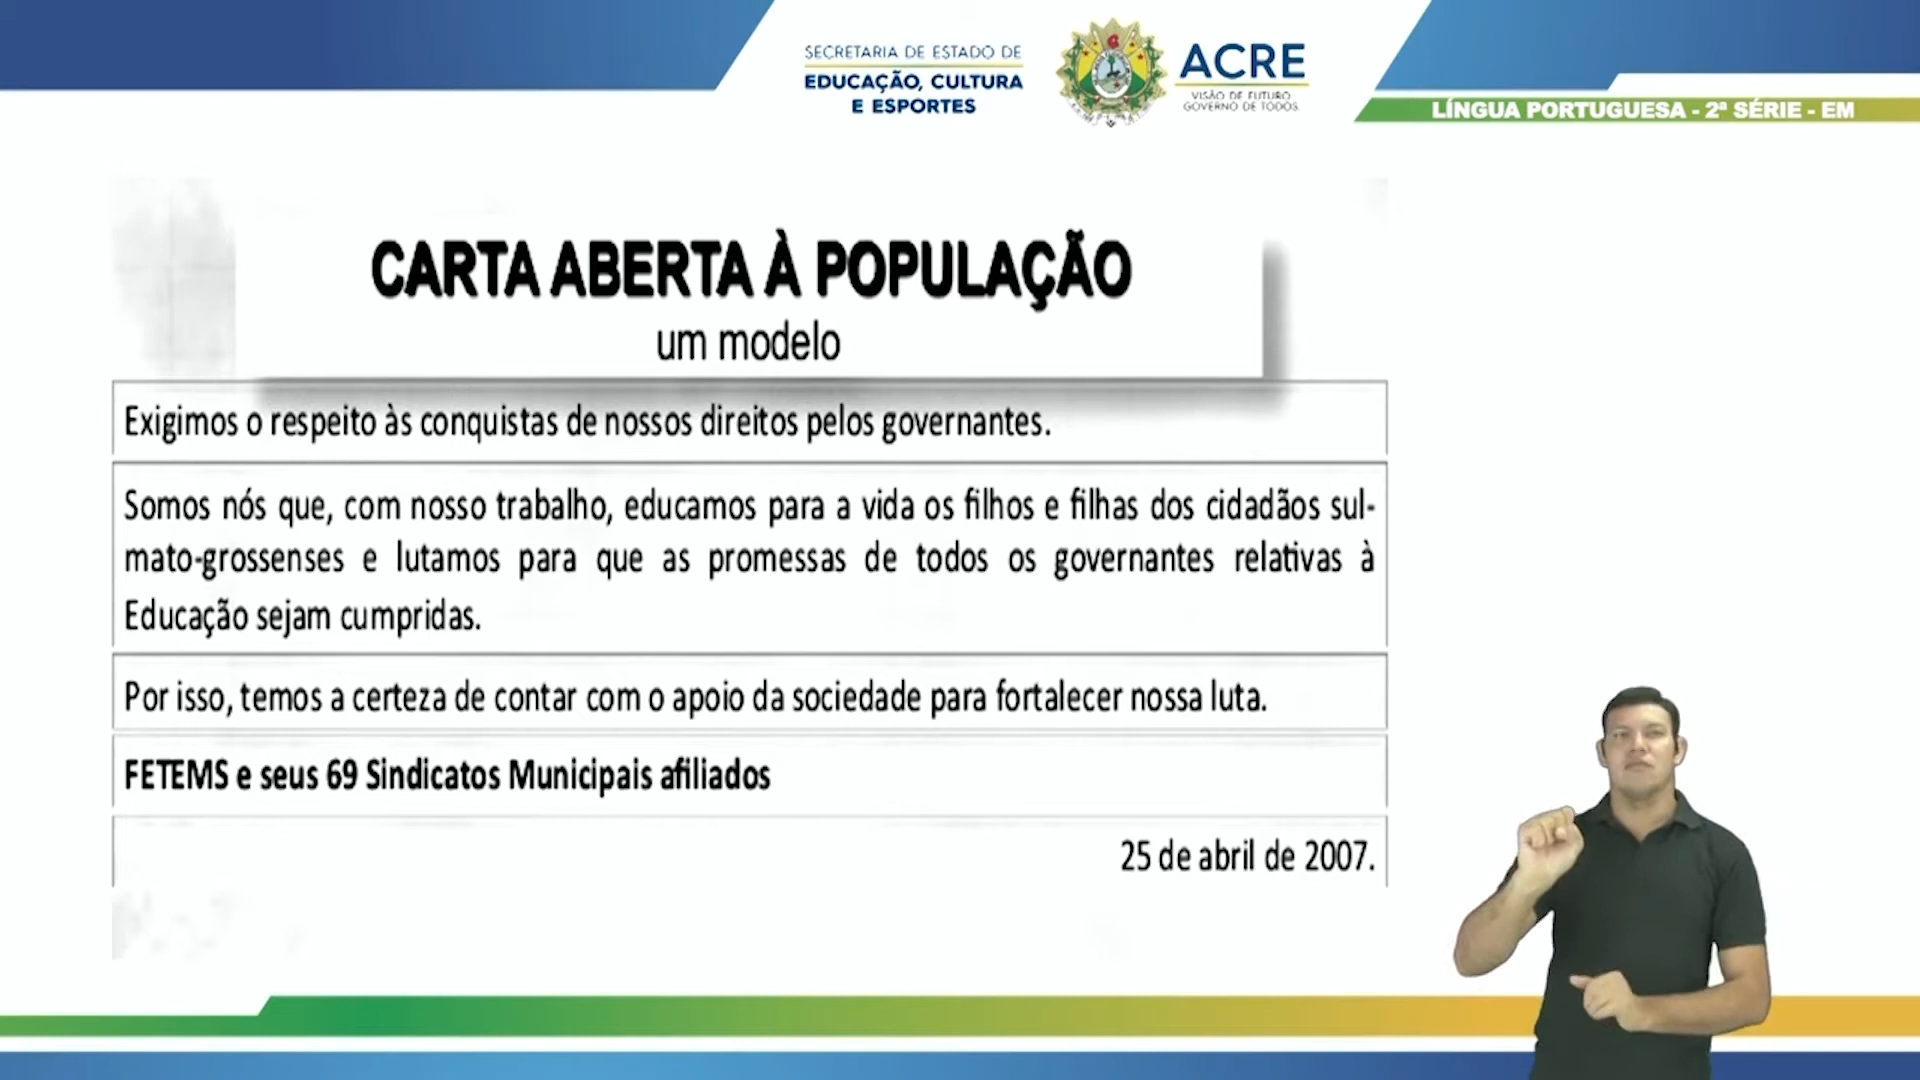 SECRETARIA DE ESTADO DE
EDUCAÇÃO, CULTURA
E ESPORTES
ACRE
VISÃO DE FUTURO
GOVERNO DE TODOS
LÍNGUA PORTUGUESA - 2ª SÉRIE - EM
CARTA ABERTA À POPULAÇÃO
um modelo
Exigimos o respeito às conquistas de nossos direitos pelos governantes.
Somos nós que, com nosso trabalho, educamos para a vida os filhos e filhas dos cidadãos sul-
mato-grossenses e lutamos para que as promessas de todos os governantes relativas à
Educação sejam cumpridas.
Por isso, temos a certeza de contar com o apoio da sociedade para fortalecer nossa luta.
FETEMS e seus 69 Sindicatos Municipais afiliados
25 de abril de 2007.